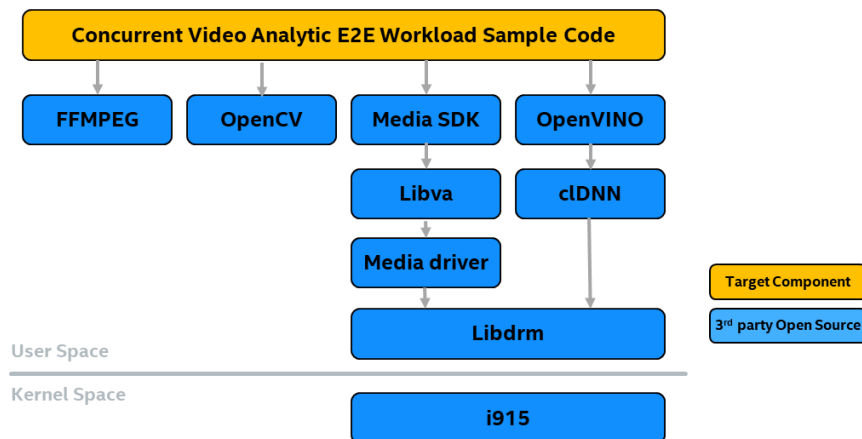 Concurrent Video Analytic E2E Workload Sample Code
FFMPEG
OpenCV
Media SDK
OpenVINO
Libva
clDNN
Media driver
Target Component
Libdrm
3rd party Open Source
User Space
Kernel Space
i915